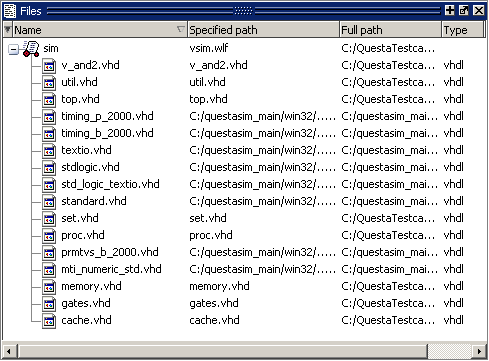 Files
Name Specified path Full path Type
sim vsim.wlf C:/QuestaTestca...
v_and2.vhd v_and2.vhd C:/QuestaTestca... vhdl
util.vhd util.vhd C:/QuestaTestca... vhdl
top.vhd top.vhd C:/QuestaTestca... vhdl
timing_p_2000.vhd C:/questasim_main/win32/..... C:/questasim_mai... vhdl
timing_b_2000.vhd C:/questasim_main/win32/..... C:/questasim_mai... vhdl
textio.vhd C:/questasim_main/win32/..... C:/questasim_mai... vhdl
stdlogic.vhd C:/questasim_main/win32/..... C:/questasim_mai... vhdl
std_logic_textio.vhd C:/questasim_main/win32/..... C:/questasim_mai... vhdl
standard.vhd C:/questasim_main/win32/..... C:/questasim_mai... vhdl
set.vhd set.vhd C:/QuestaTestca... vhdl
proc.vhd proc.vhd C:/QuestaTestca... vhdl
prmtvs_b_2000.vhd C:/questasim_main/win32/..... C:/questasim_mai... vhdl
mti_numeric_std.vhd C:/questasim_main/win32/..... C:/questasim_mai... vhdl
memory.vhd memory.vhd C:/QuestaTestca... vhdl
gates.vhd gates.vhd C:/QuestaTestca... vhdl
cache.vhd cache.vhd C:/QuestaTestca... vhdl